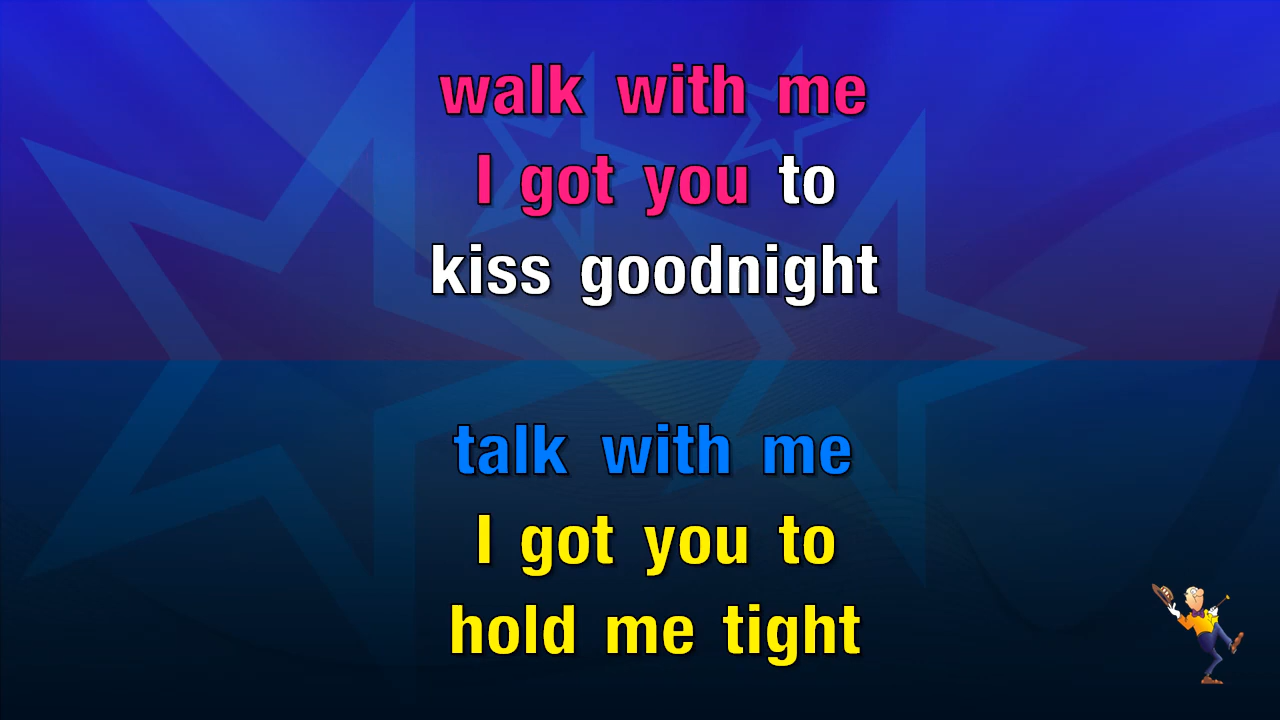 walk with me
I got you to
kiss goodnight
talk with me
I got you to
hold me tight